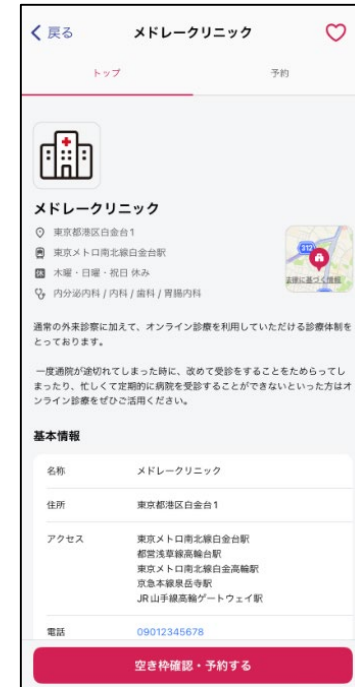 戻る
メドレークリニック
トップ
予約
メドレークリニック
東京都港区白金台1
東京メトロ南北線白金台駅
木曜・日曜・祝日 休み
内分泌内科 / 内科 / 歯科 / 胃腸内科
312
通常の外来診察に加えて、オンライン診療を利用していただける診療体制を
とっております。
一度通院が途切れてしまった時に、改めて受診をすることをためらってし
まったり、忙しくて定期的に病院を受診することができないといった方はオ
ンライン診療をぜひご活用ください。
基本情報
名称
メドレークリニック
住所
東京都港区白金台1
アクセス
東京メトロ南北線白金台駅
都営浅草線高輪台駅
東京メトロ南北線白金高輪駅
京急本線泉岳寺駅
JR山手線高輪ゲートウェイ駅
電話
09012345678
空き枠確認・予約する